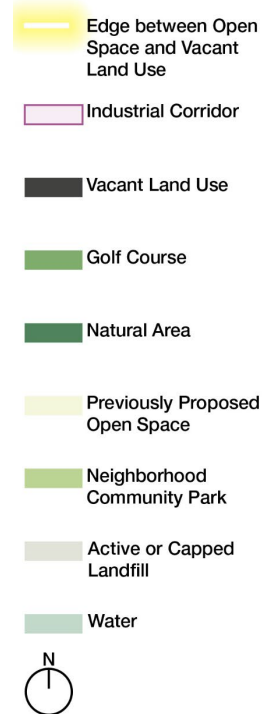 Edge between Open
Space and Vacant
Land Use
Industrial Corridor
Vacant Land Use
Golf Course
Natural Area
Previously Proposed
Open Space
Neighborhood
Community Park
Active or Capped
Landfill
Water
N